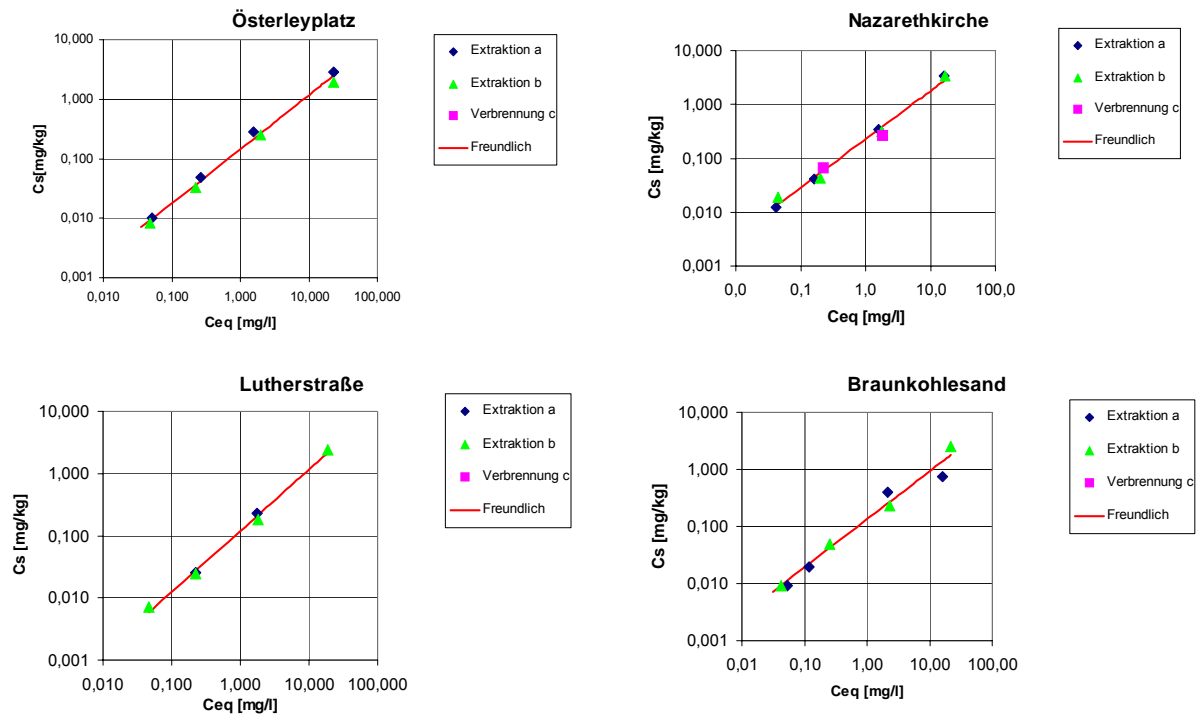 Österleyplatz
10,000
1,000
0,100
0,010
0,001
Cs[mg/kg]
0,010 0,100 1,000 10,000 100,000
Ceq [mg/l]
Extraktion a
Extraktion b
Verbrennung c
Freundlich
Nazarethkirche
10,000
1,000
0,100
0,010
0,001
Cs [mg/kg]
0,0 0,1 1,0 10,0 100,0
Ceq [mg/l]
Extraktion a
Extraktion b
Verbrennung c
Freundlich
Lutherstraße
10,000
1,000
0,100
0,010
0,001
Cs [mg/kg]
0,010 0,100 1,000 10,000 100,000
Ceq [mg/l]
Extraktion a
Extraktion b
Verbrennung c
Freundlich
Braunkohlesand
10,000
1,000
0,100
0,010
0,001
Cs [mg/kg]
0,01 0,10 1,00 10,00 100,00
Ceq [mg/l]
Extraktion a
Extraktion b
Verbrennung c
Freundlich